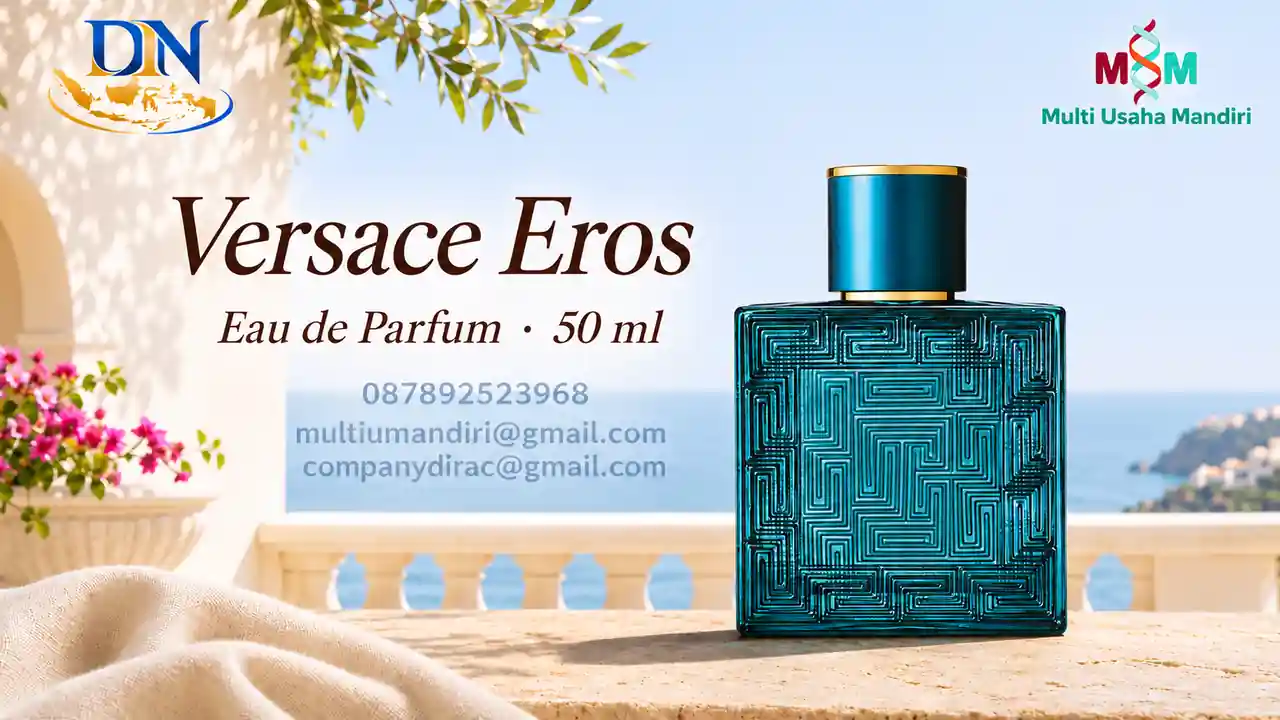 DN
MSM
Multi Usaha Mandiri
Versace Eros
Eau de Parfum · 50 ml
087892523968
multiumandiri@gmail.com
companydirac@gmail.com